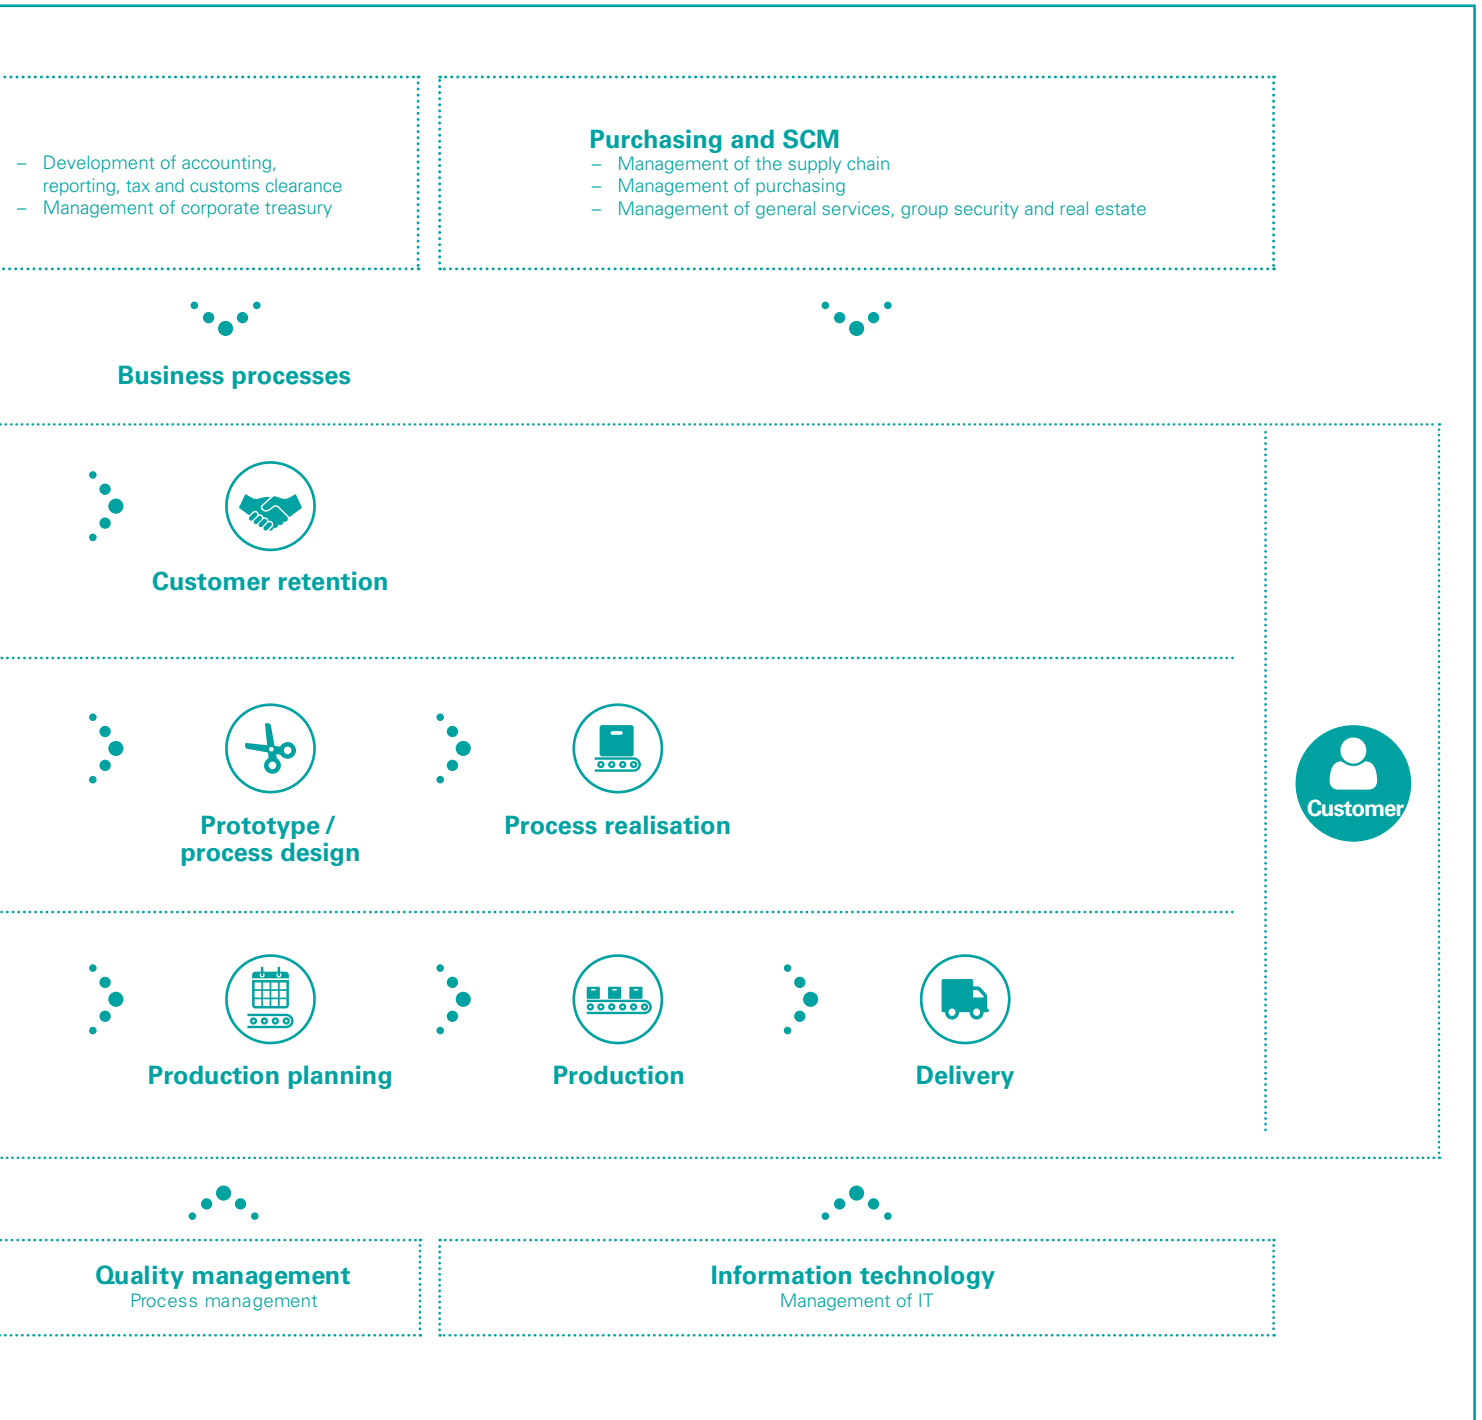 – Development of accounting,
reporting, tax and customs clearance
– Management of corporate treasury
Purchasing and SCM
– Management of the supply chain
– Management of purchasing
– Management of general services, group security and real estate
Business processes
Customer retention
Prototype /
process design
Process realisation
Customer
Production planning
Production
Delivery
Quality management
Process management
Information technology
Management of IT